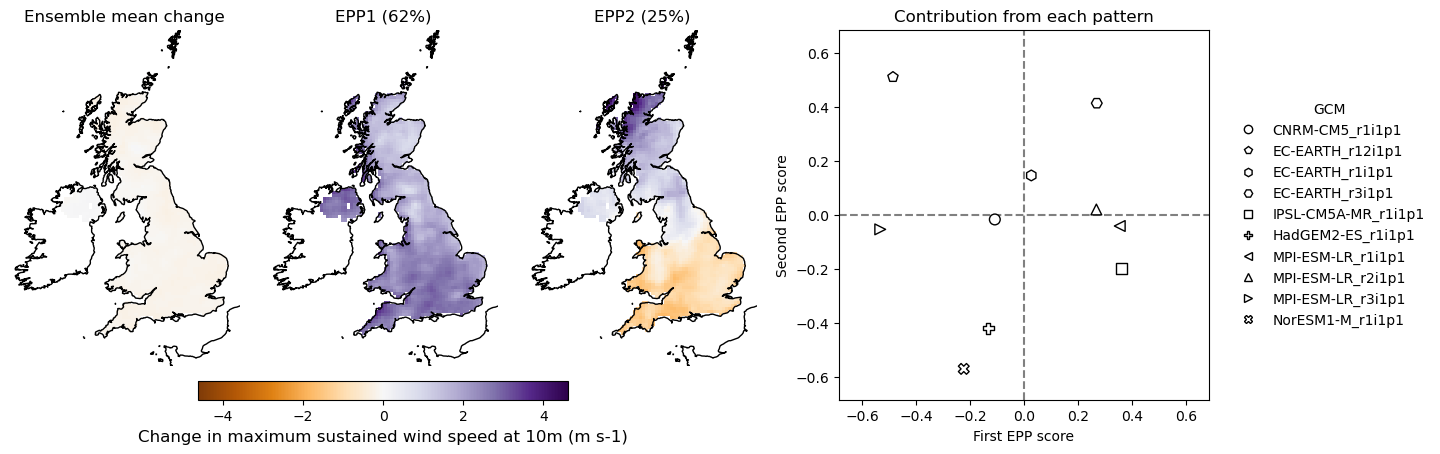 Ensemble mean change
EPP1 (62%)
EPP2 (25%)
−4 −2 0 2 4
Change in maximum sustained wind speed at 10m (m s-1)
Contribution from each pattern
Second EPP score
0.6
0.4
0.2
0.0
−0.2
−0.4
−0.6
−0.6 −0.4 −0.2 0.0 0.2 0.4 0.6
First EPP score
GCM
CNRM-CM5_r1i1p1
EC-EARTH_r12i1p1
EC-EARTH_r1i1p1
EC-EARTH_r3i1p1
IPSL-CM5A-MR_r1i1p1
HadGEM2-ES_r1i1p1
MPI-ESM-LR_r1i1p1
MPI-ESM-LR_r2i1p1
MPI-ESM-LR_r3i1p1
NorESM1-M_r1i1p1